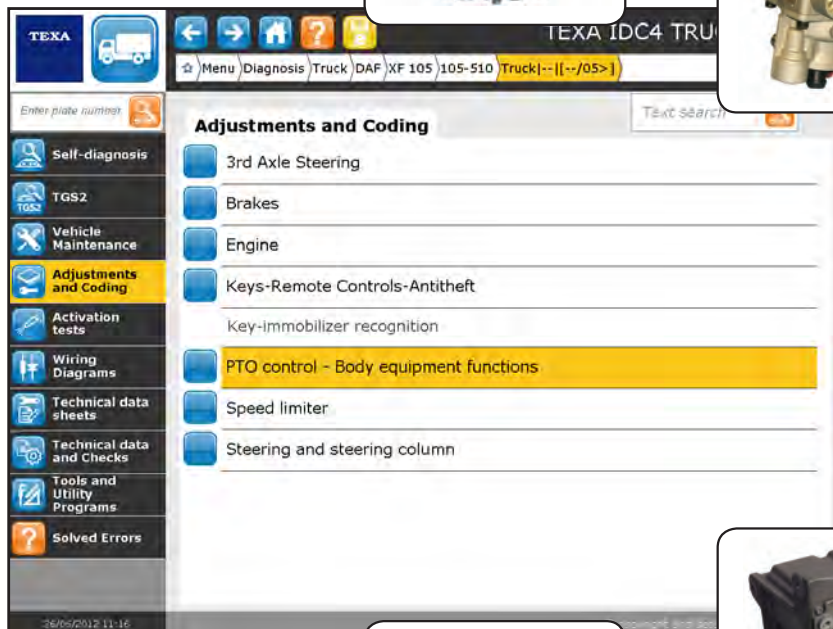 TEXA
TEXA IDC4 TRU
Menu Diagnosis Truck DAF XF 105 105-510 Truck|--|[--/05>]
Enter plate number
Text search
Adjustments and Coding
Self-diagnosis
TGS2
TGS2
Vehicle
Maintenance
Adjustments
and Coding
Activation
tests
Wiring
Diagrams
Technical data
sheets
Technical data
and Checks
Tools and
Utility
Programs
Solved Errors
3rd Axle Steering
Brakes
Engine
Keys-Remote Controls-Antitheft
Key-immobilizer recognition
PTO control - Body equipment functions
Speed limiter
Steering and steering column
11:16